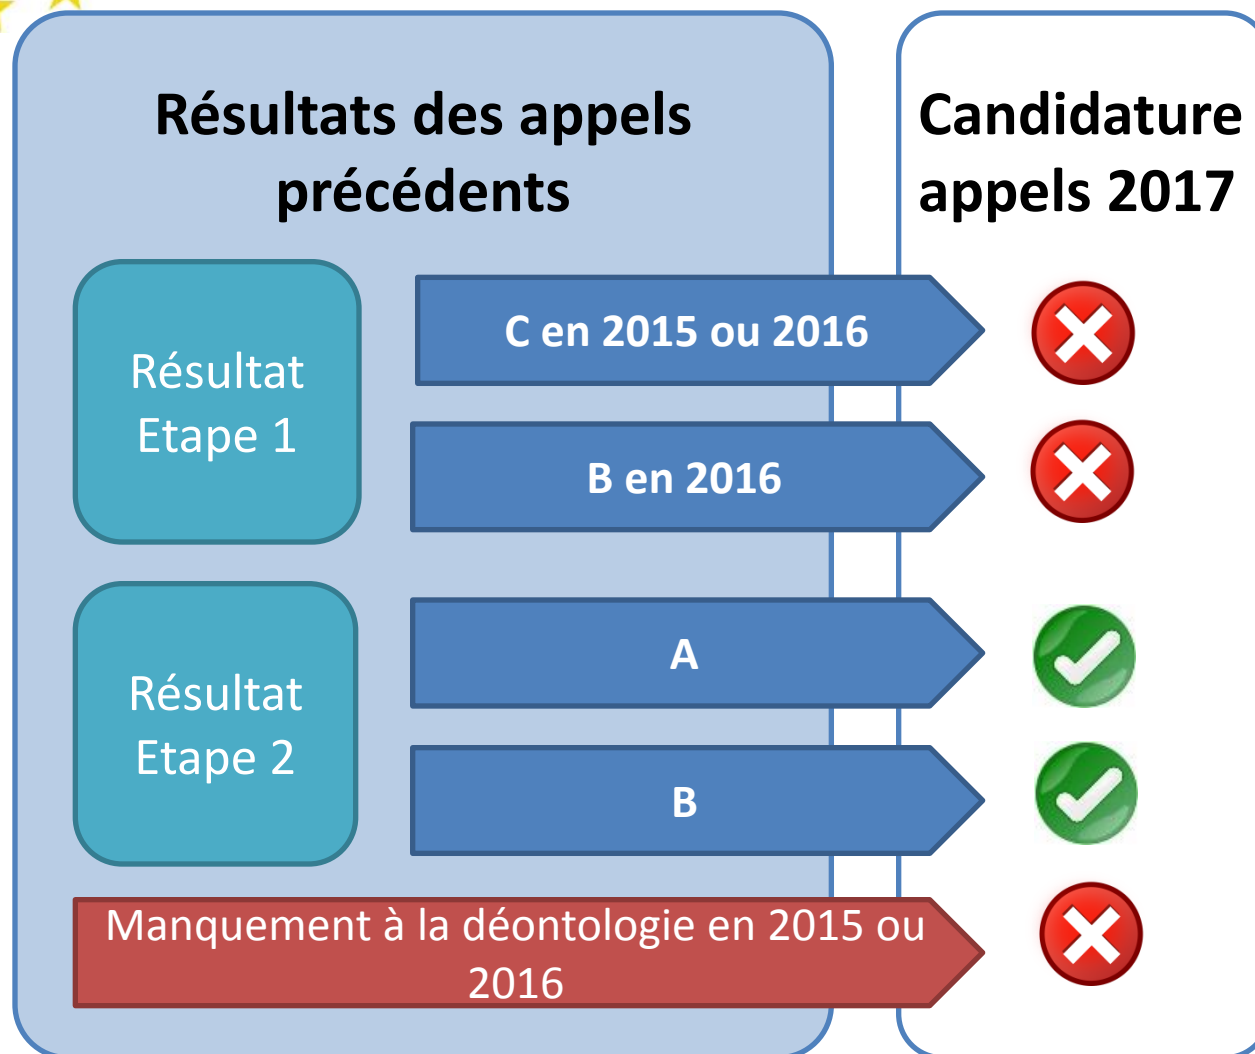 Résultats des appels
précédents
Candidature
appels 2017
Résultat
Etape 1
C en 2015 ou 2016
B en 2016
Résultat
Etape 2
A
B
Manquement à la déontologie en 2015 ou
2016